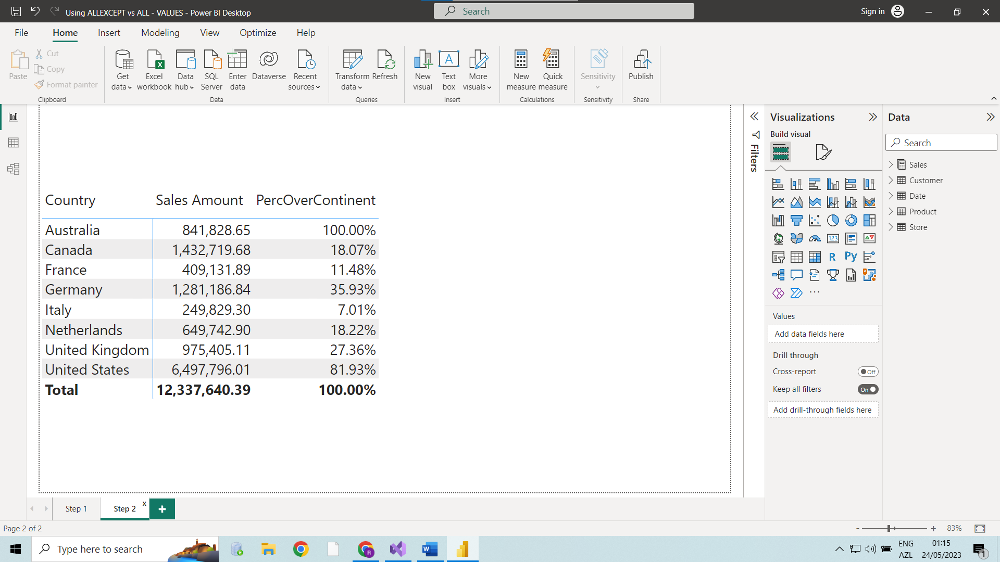 Using ALLEXCEPT vs ALL - VALUES - Power BI Desktop
Search
Sign in
File
Home
Insert
Modeling
View
Optimize
Help
Paste
Cut
Copy
Format painter
Clipboard
Get data
Excel workbook
Data hub
SQL Server
Enter data
Dataverse
Recent sources
Data
Transform data
Refresh
Queries
New visual
A
Text box
More visuals
Insert
New measure
Quick measure
Calculations
Sensitivity
Sensitivity
Publish
Share
Country Sales Amount PercOverContinent
Australia 841,828.65 100.00%
Canada 1,432,719.68 18.07%
France 409,131.89 11.48%
Germany 1,281,186.84 35.93%
Italy 249,829.30 7.01%
Netherlands 649,742.90 18.22%
United Kingdom 975,405.11 27.36%
United States 6,497,796.01 81.93%
Total 12,337,640.39 100.00%
Filters
Visualizations
Build visual
123
R
Py
...
Values
Add data fields here
Drill through
Cross-report
Off
Keep all filters
On
Add drill-through fields here
Data
Search
Sales
Customer
Date
Product
Store
Step 1
Step 2
x
+
Page 2 of 2
- + 83%
Type here to search
R
W
ENG
AZL
01:15
24/05/2023
1